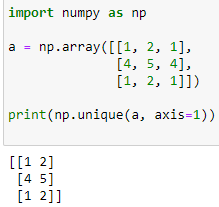 import numpy as np
a = np.array([[1, 2, 1],
              [4, 5, 4],
              [1, 2, 1]])
print(np.unique(a, axis=1))
[[1 2]
 [4 5]
 [1 2]]